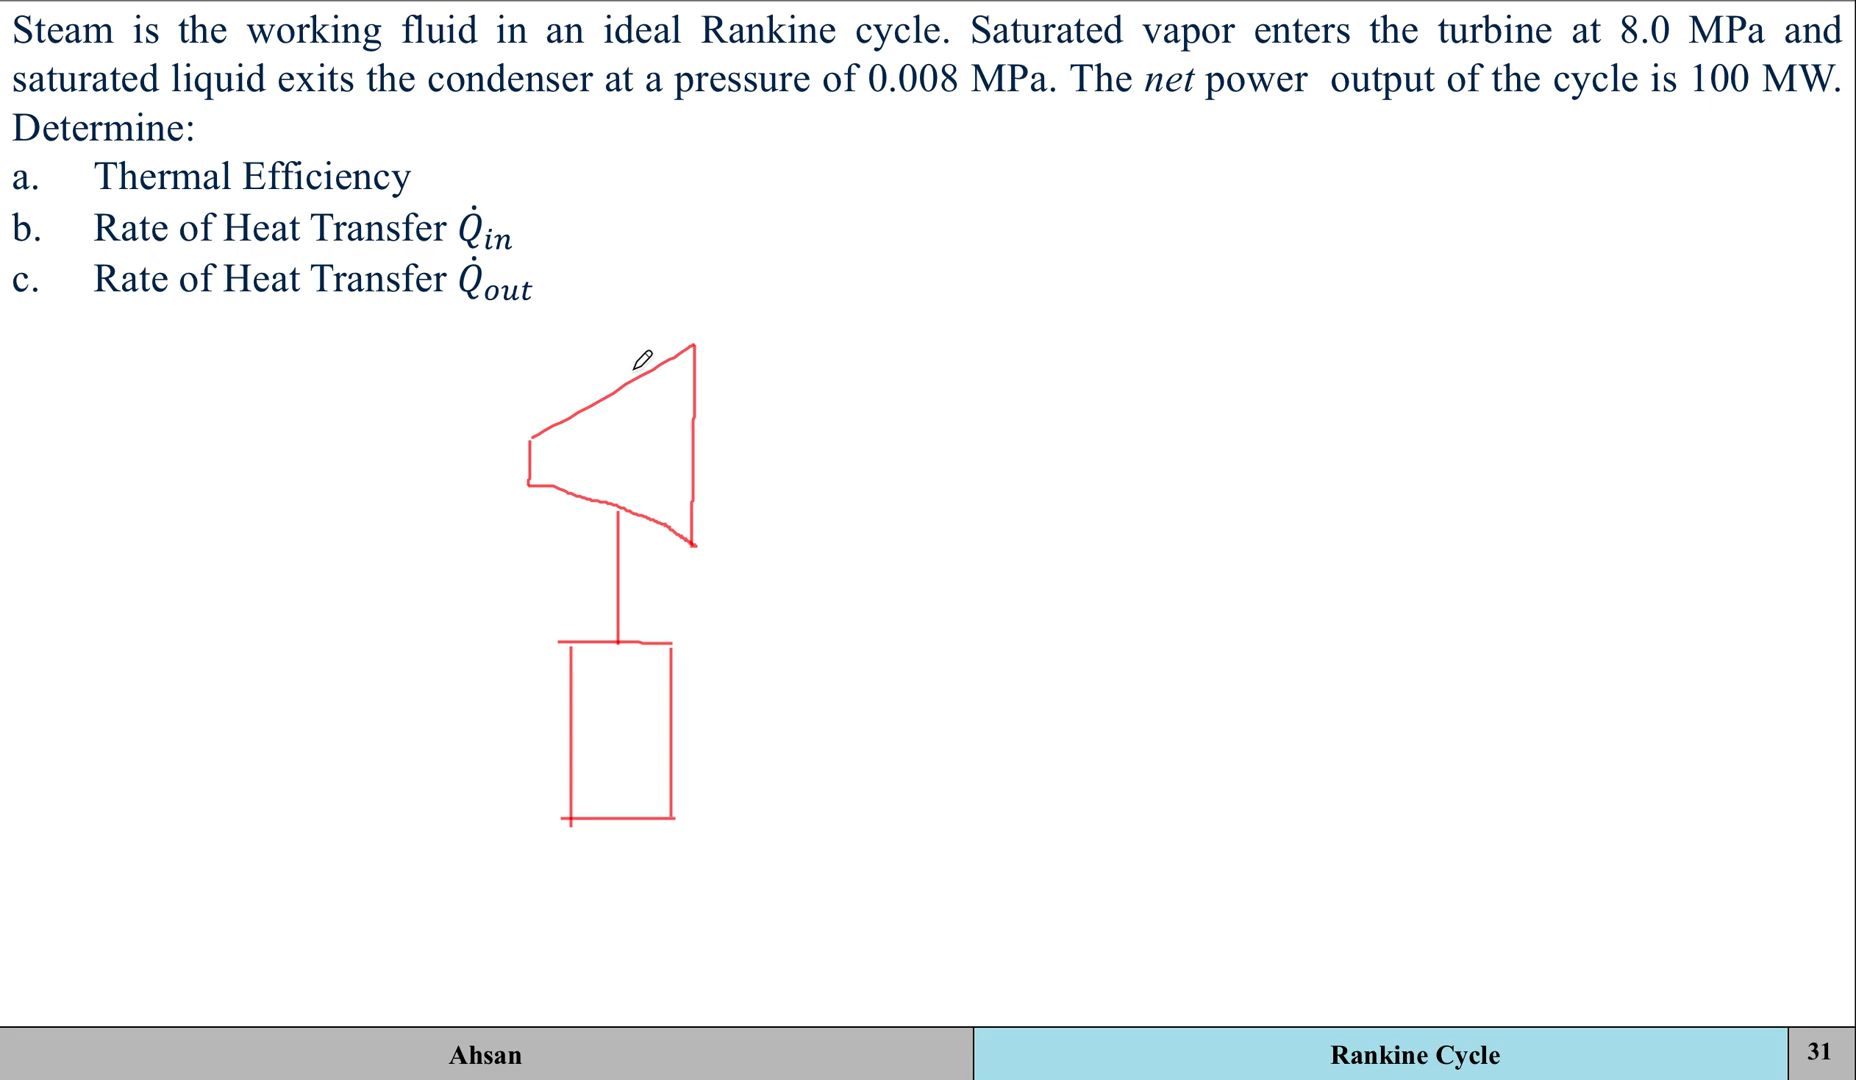 Steam is the working fluid in an ideal Rankine cycle. Saturated vapor enters the turbine at 8.0 MPa and
saturated liquid exits the condenser at a pressure of 0.008 MPa. The net power output of the cycle is 100 MW.
Determine:
a. Thermal Efficiency
b. Rate of Heat Transfer Q̇in
c. Rate of Heat Transfer Q̇out
Ahsan
Rankine Cycle
31